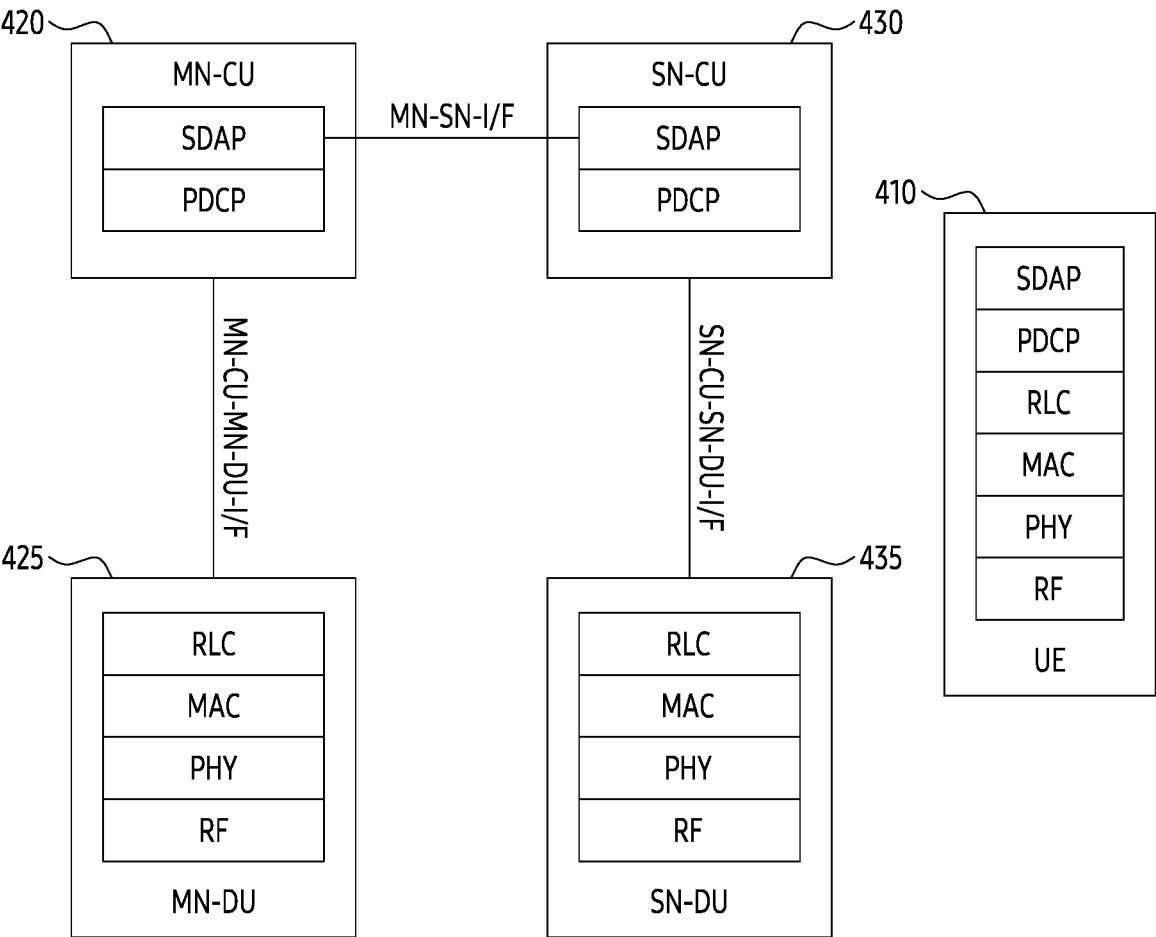 420
MN-CU
SDAP
PDCP
MN-SN-I/F
430
SN-CU
SDAP
PDCP
MN-CU-MN-DU-I/F
SN-CU-SN-DU-I/F
425
RLC
MAC
PHY
RF
MN-DU
435
RLC
MAC
PHY
RF
SN-DU
410
SDAP
PDCP
RLC
MAC
PHY
RF
UE